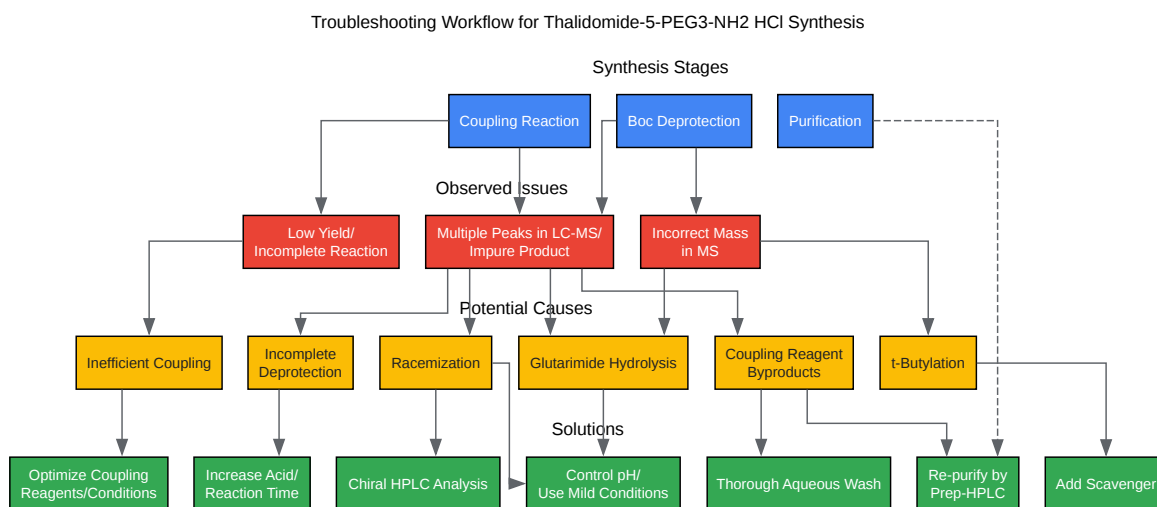 Troubleshooting Workflow for Thalidomide-5-PEG3-NH2 HCl Synthesis
Synthesis Stages
Coupling Reaction
Boc Deprotection
Purification
Observed Issues
Low Yield/
Incomplete Reaction
Multiple Peaks in LC-MS/
Impure Product
Incorrect Mass
in MS
Potential Causes
Inefficient Coupling
Incomplete
Deprotection
Racemization
Glutarimide Hydrolysis
Coupling Reagent
Byproducts
t-Butylation
Solutions
Optimize Coupling
Reagents/Conditions
Increase Acid/
Reaction Time
Chiral HPLC Analysis
Control pH/
Use Mild Conditions
Thorough Aqueous Wash
Re-purify by
Prep-HPLC
Add Scavenger